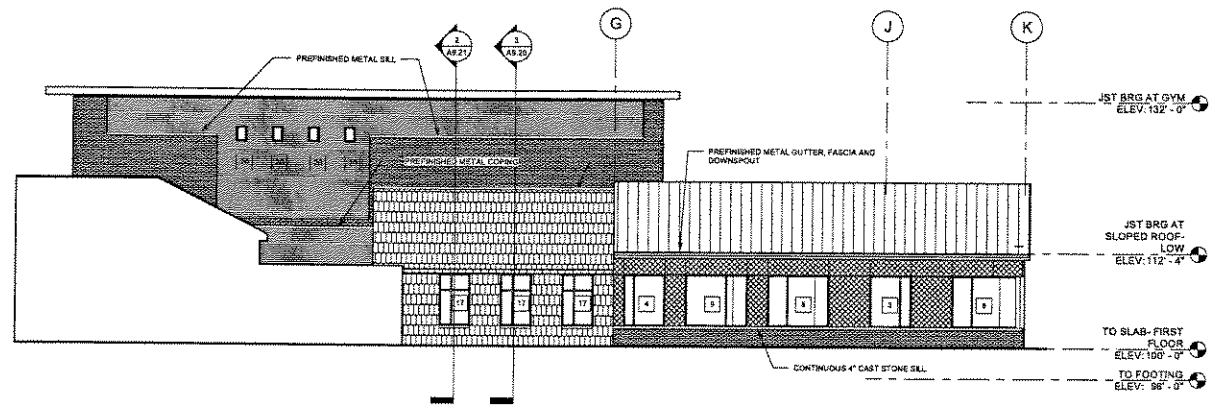 G
J
K
2
A9.21
3
A9.20
PREFINISHED METAL SILL
JST BRG AT GYM
ELEV: 132' - 0"
PREFINISHED METAL GUTTER, FASCIA AND
DOWNSPOUT
PREFINISHED METAL COPING
JST BRG AT
SLOPED ROOF-
LOW
ELEV: 112' - 4"
17
17
17
4
8
3
TO SLAB- FIRST
FLOOR
ELEV: 100' - 0"
CONTINUOUS 4" CAST STONE SILL
TO FOOTING
ELEV: 96' - 0"